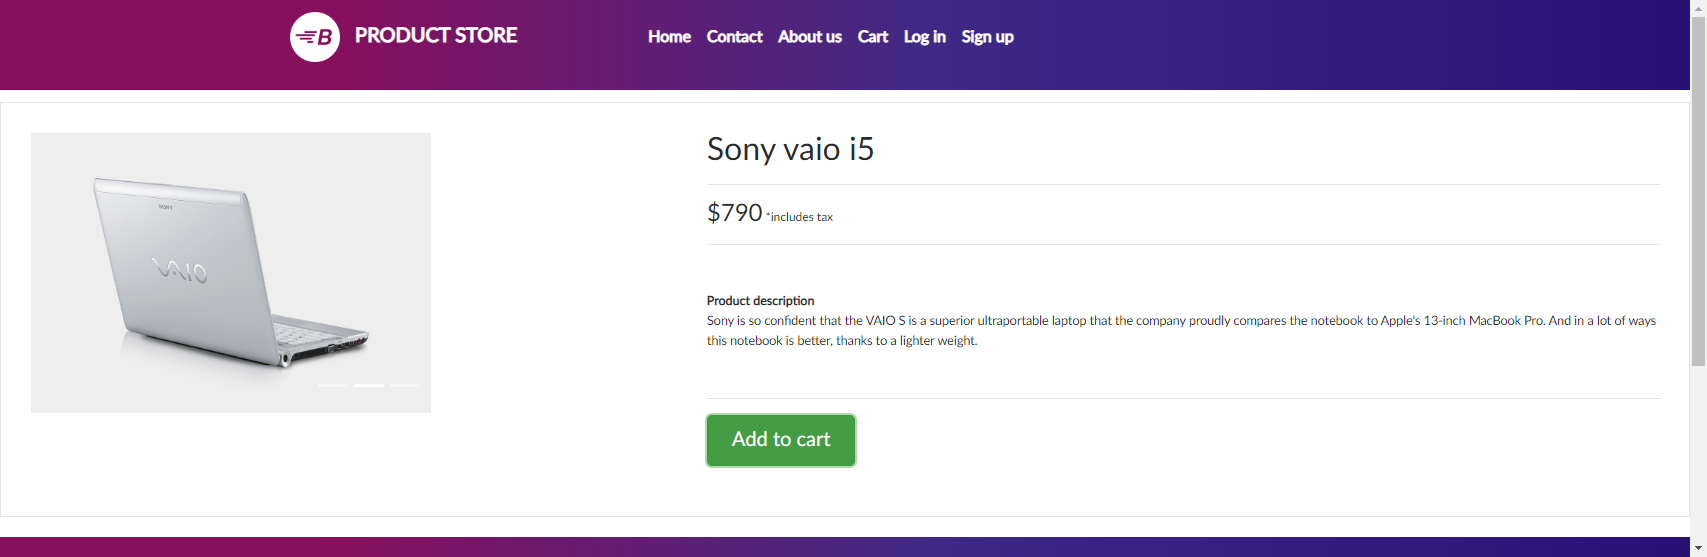 B PRODUCT STORE Home Contact About us Cart Log in Sign up
Sony vaio i5
$790 *includes tax
SONY
VAIO
Product description
Sony is so confident that the VAIO S is a superior ultraportable laptop that the company proudly compares the notebook to Apple's 13-inch MacBook Pro. And in a lot of ways
this notebook is better, thanks to a lighter weight.
Add to cart